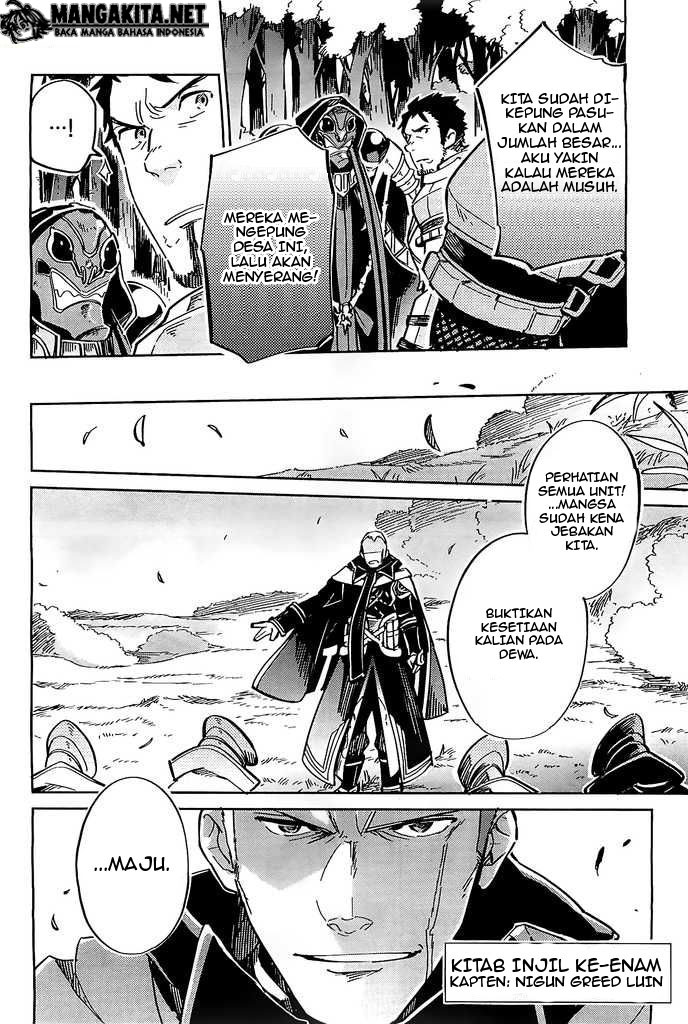 MANGAKITA.NET
BACA MANGA BAHASA INDONESIA
KITA SUDAH DI-
KEPUNG PASU-
KAN DALAM
JUMLAH BESAR...
AKU YAKIN
KALAU MEREKA
ADALAH MUSUH.
MEREKA ME-
NGEPUNG
DESA INI,
LALU AKAN
MENYERANG!
...!
PERHATIAN
SEMUA UNIT!
...MANGSA
SUDAH KENA
JEBAKAN
KITA.
BUKTIKAN
KESETIAAN
KALIAN PADA
DEWA.
...MAJU.
KITAB INJIL KE-ENAM
KAPTEN: NIGUN GREED LUIN